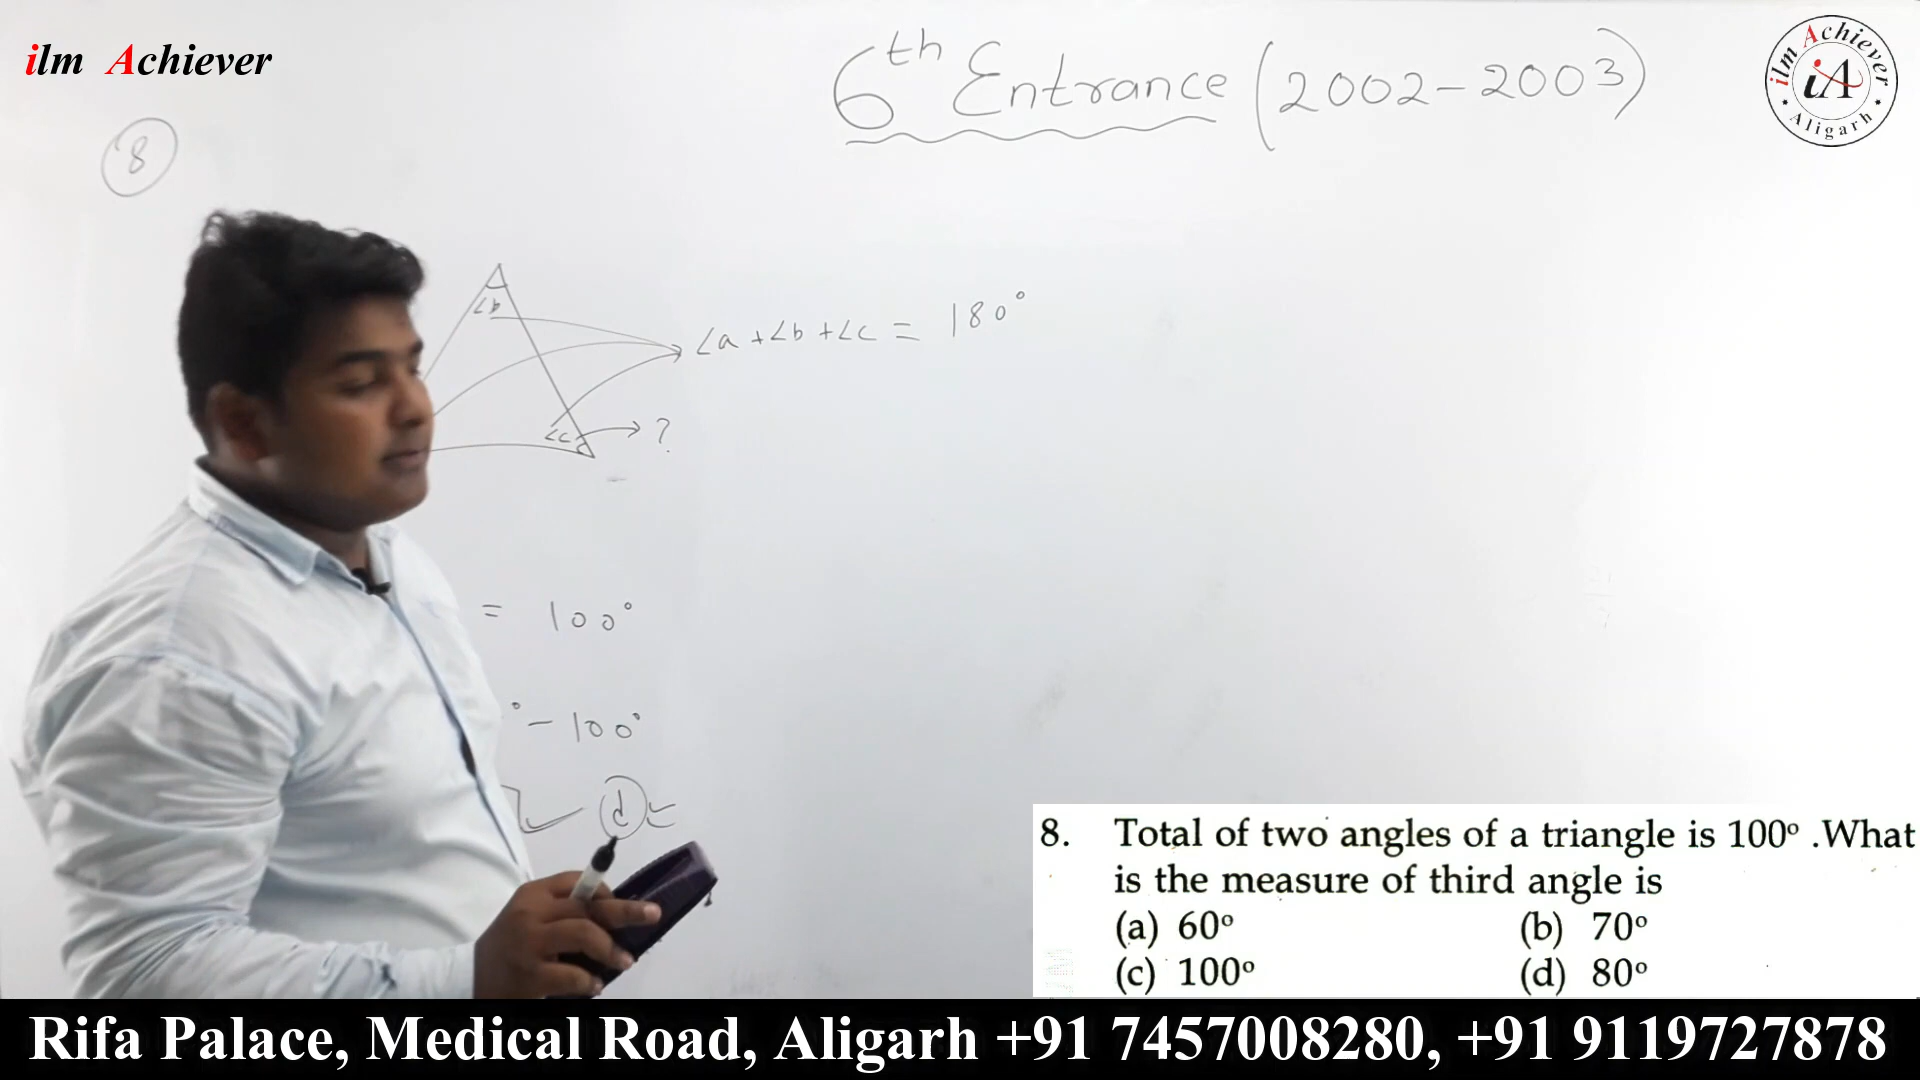 ilm Achiever
6th Entrance (2002-2003)
ilm Achiever
iA
Aligarh
8
∠b
∠a + ∠b + ∠c = 180°
∠c
?
= 100°
° - 100°
d
8. Total of two angles of a triangle is 100° .What
is the measure of third angle is
(a) 60° (b) 70°
(c) 100° (d) 80°
Rifa Palace, Medical Road, Aligarh +91 7457008280, +91 9119727878